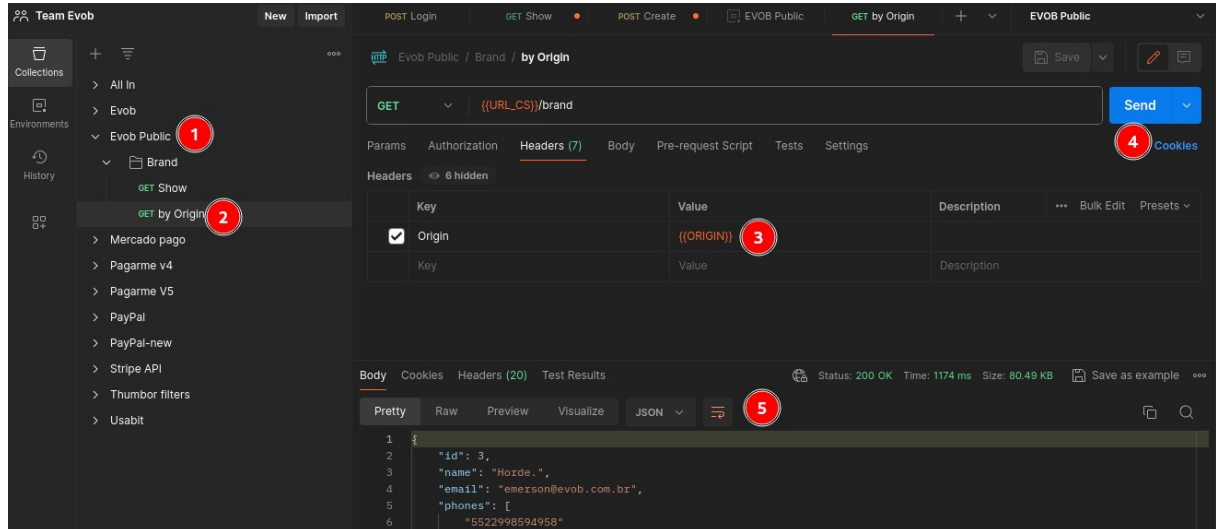 Team Evob
New Import
POST Login
GET Show
POST Create
EVOB Public
GET by Origin
EVOB Public
Collections
Environments
History
All In
Evob
Evob Public 1
Brand
GET Show
GET by Origin 2
Mercado pago
Pagarme v4
Pagarme V5
PayPal
PayPal-new
Stripe API
Thumbor filters
Usabit
HTTP Evob Public / Brand / by Origin
Save
GET {{URL_CS}}/brand
Send
4
Params Authorization Headers (7) Body Pre-request Script Tests Settings Cookies
Headers 6 hidden
Key Value Description ••• Bulk Edit Presets
Origin {{ORIGIN}} 3
Key Value Description
Body Cookies Headers (20) Test Results
Status: 200 OK Time: 1174 ms Size: 80.49 KB Save as example
Pretty Raw Preview Visualize JSON 5
1 {
2 "id": 3,
3 "name": "Horde.",
4 "email": "emerson@evob.com.br",
5 "phones": [
6 "5522998594958"